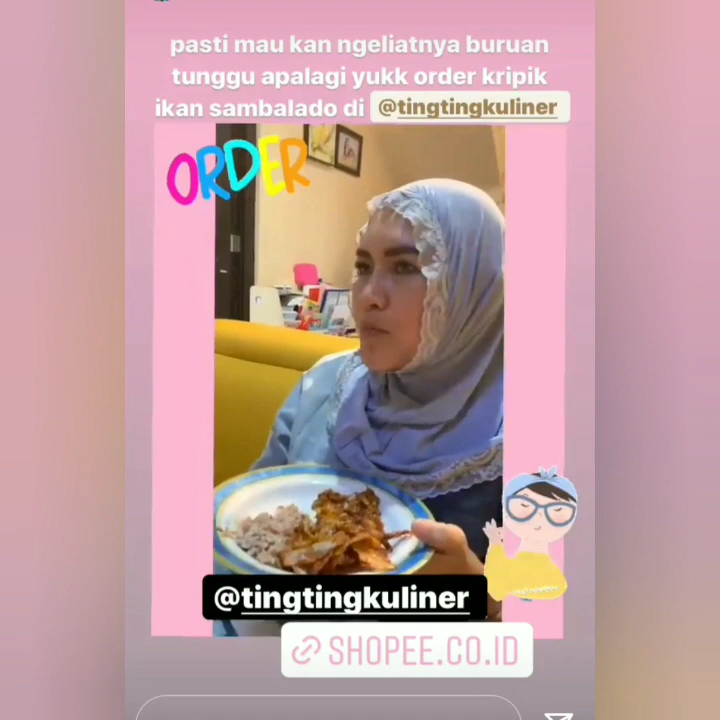 pasti mau kan ngeliatnya buruan
tunggu apalagi yukk order kripik
ikan sambalado di @tingtingkuliner
ORDER
@tingtingkuliner
SHOPEE.CO.ID